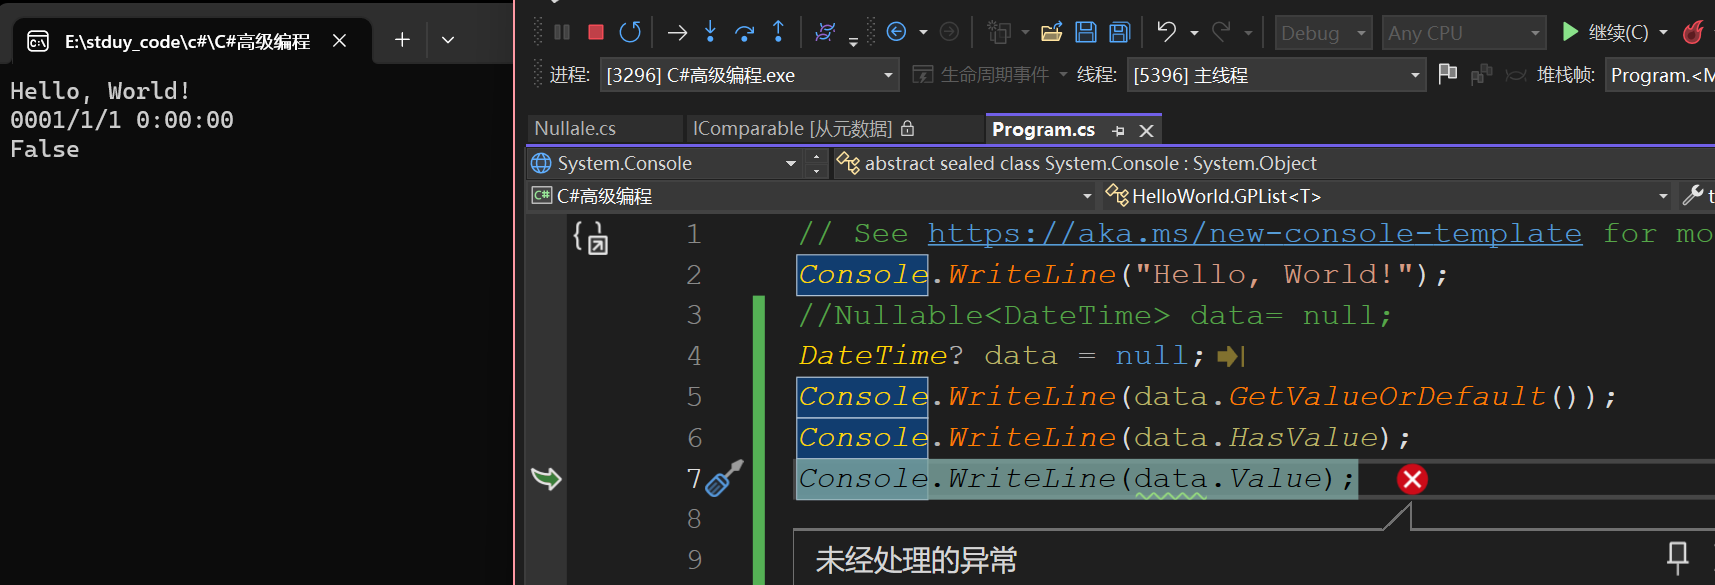 E:\stduy_code\c#\C#高级编程
Hello, World!
0001/1/1 0:00:00
False
Debug
Any CPU
继续(C)
进程:
[3296] C#高级编程.exe
生命周期事件
线程:
[5396] 主线程
堆栈帧:
Program.<M
Nullale.cs
IComparable [从元数据]
Program.cs
System.Console
abstract sealed class System.Console : System.Object
C#高级编程
HelloWorld.GPList<T>
1 // See https://aka.ms/new-console-template for mo
2 Console.WriteLine("Hello, World!");
3 //Nullable<DateTime> data= null;
4 DateTime? data = null;
5 Console.WriteLine(data.GetValueOrDefault());
6 Console.WriteLine(data.HasValue);
7 Console.WriteLine(data.Value);
8
9
未经处理的异常